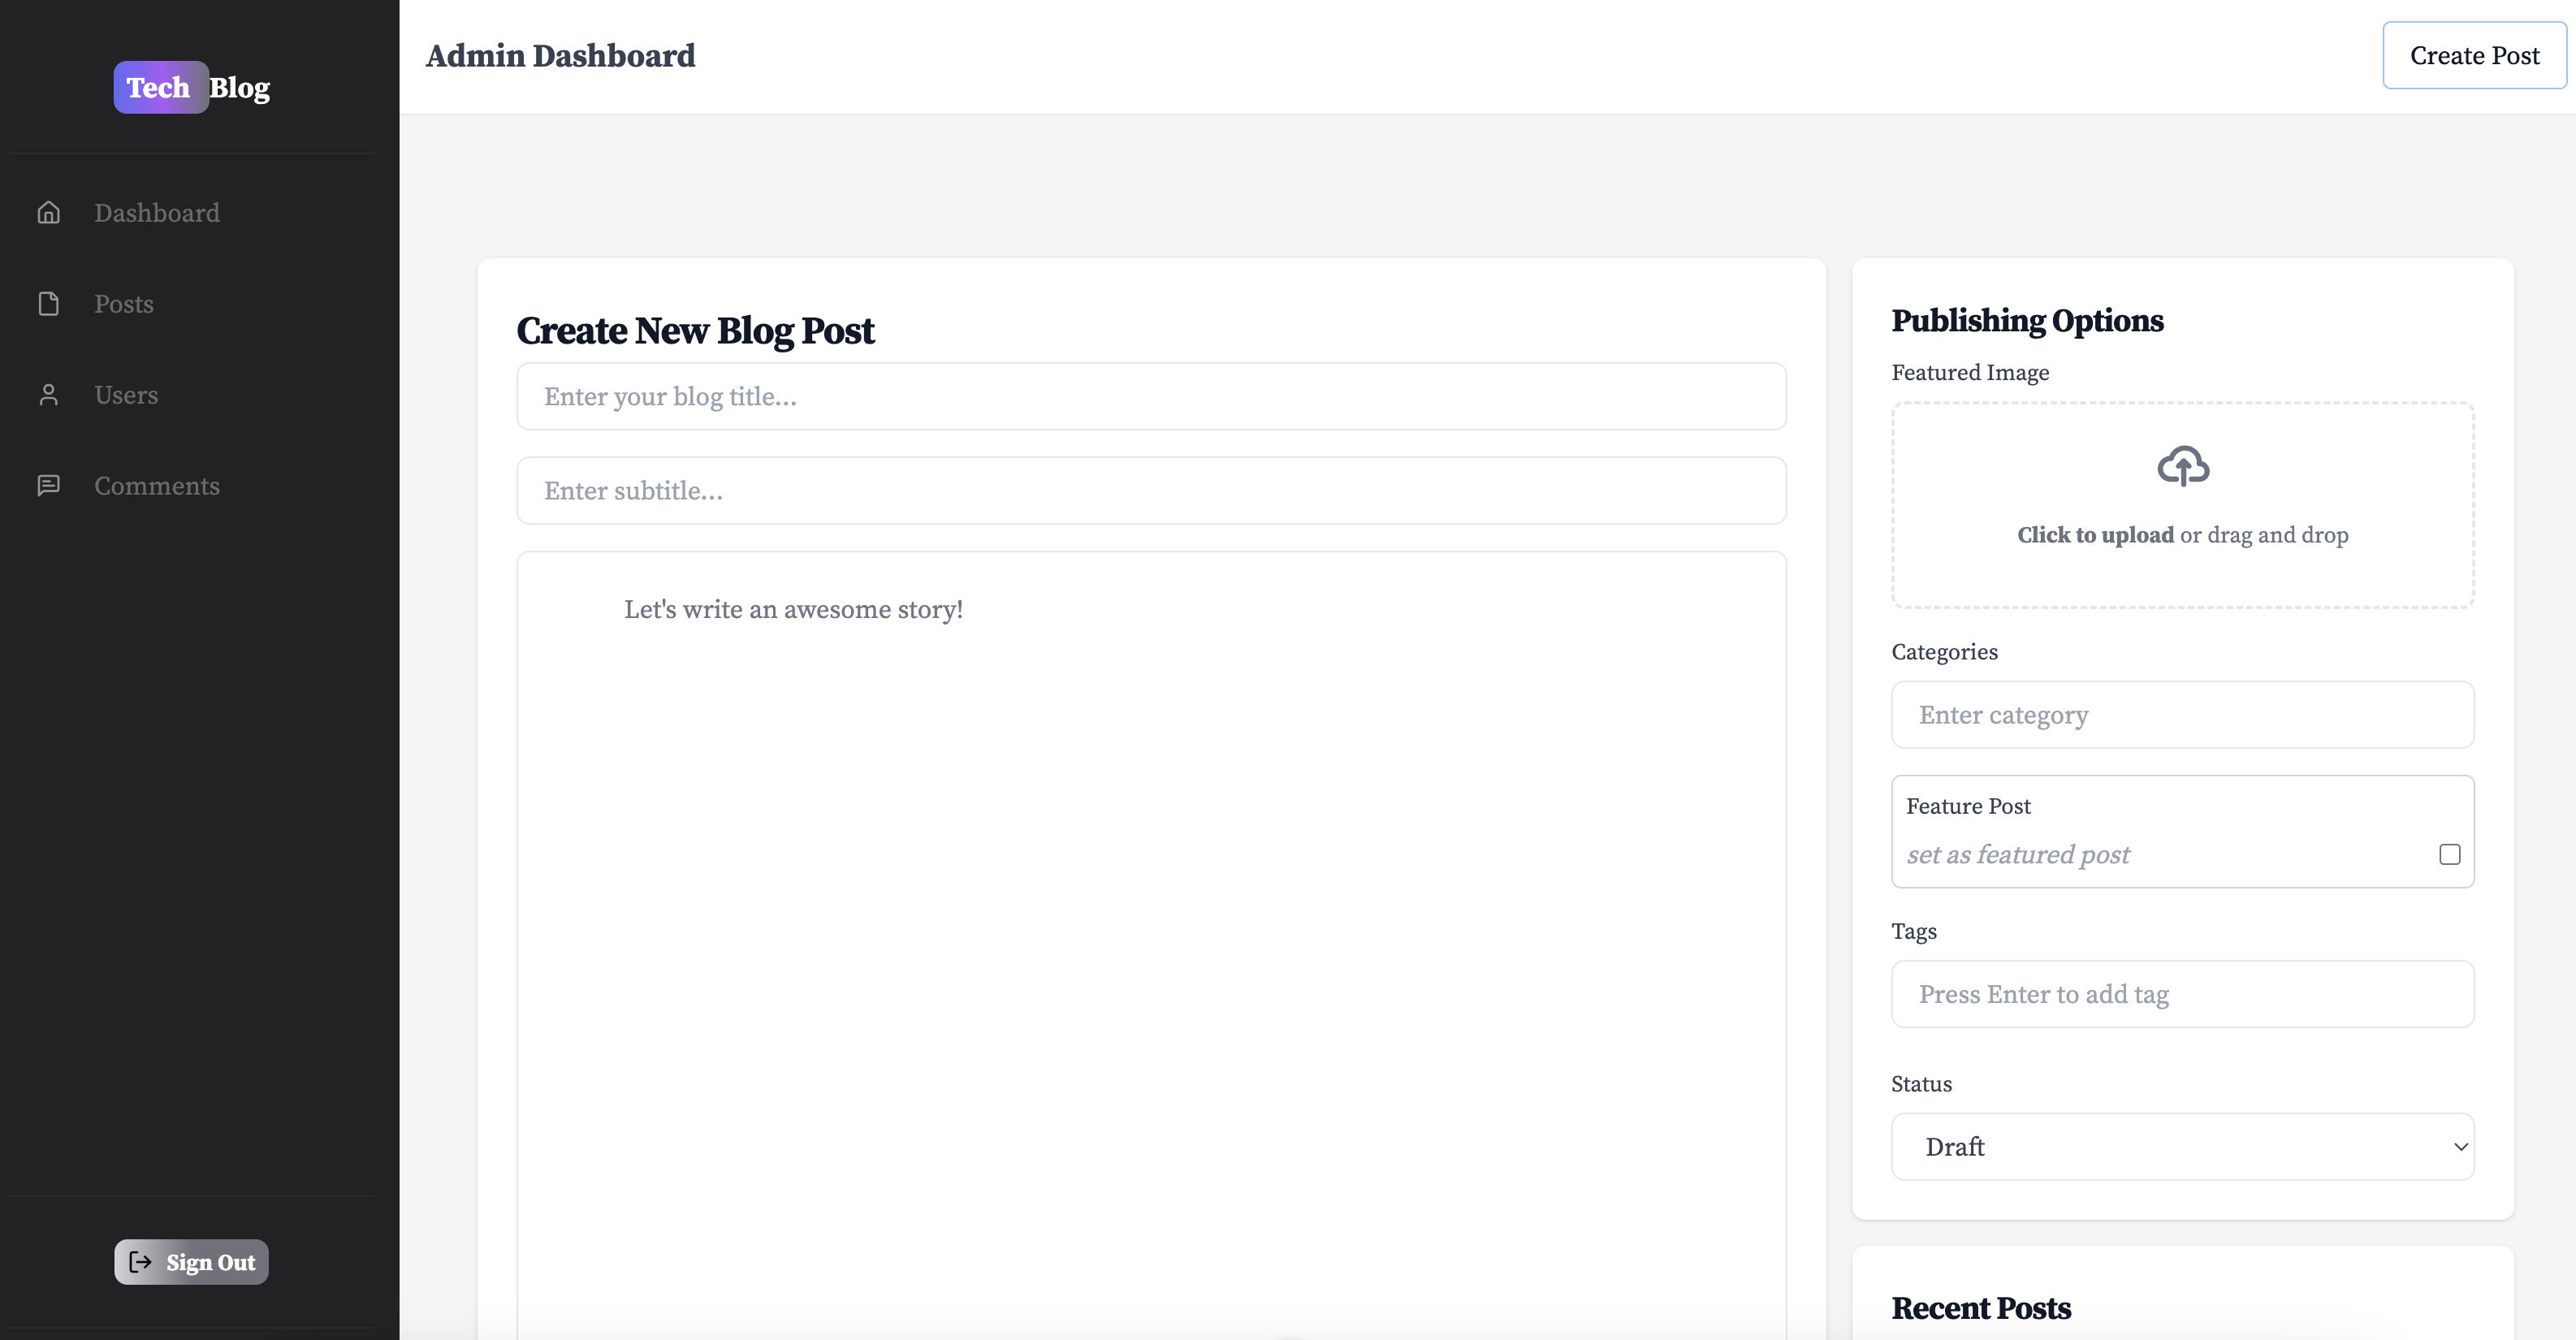 Tech Blog
Dashboard
Posts
Users
Comments
Sign Out
Admin Dashboard
Create Post
Create New Blog Post
Enter your blog title...
Enter subtitle...
Let's write an awesome story!
Publishing Options
Featured Image
Click to upload or drag and drop
Categories
Enter category
Feature Post
set as featured post
Tags
Press Enter to add tag
Status
Draft
Recent Posts